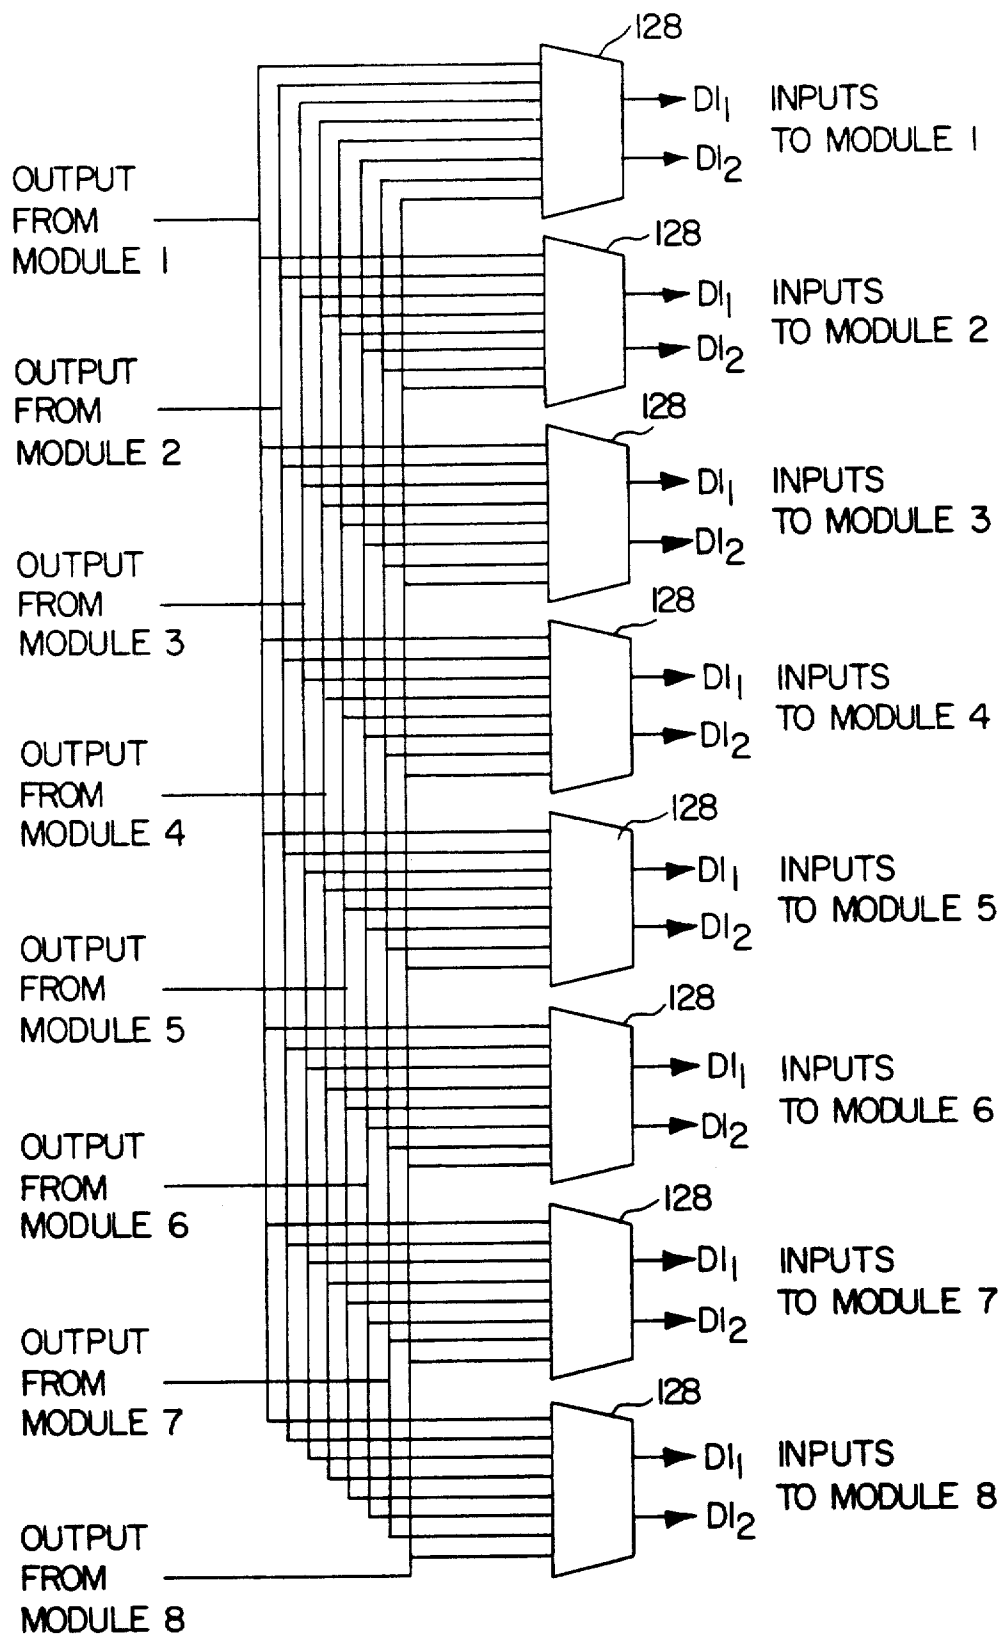 128
DI1 INPUTS
TO MODULE 1
DI2
OUTPUT
FROM
MODULE 1
128
DI1 INPUTS
TO MODULE 2
DI2
OUTPUT
FROM
MODULE 2
128
DI1 INPUTS
TO MODULE 3
DI2
OUTPUT
FROM
MODULE 3
128
DI1 INPUTS
TO MODULE 4
DI2
OUTPUT
FROM
MODULE 4
128
DI1 INPUTS
TO MODULE 5
DI2
OUTPUT
FROM
MODULE 5
128
DI1 INPUTS
TO MODULE 6
DI2
OUTPUT
FROM
MODULE 6
128
DI1 INPUTS
TO MODULE 7
DI2
OUTPUT
FROM
MODULE 7
128
DI1 INPUTS
TO MODULE 8
DI2
OUTPUT
FROM
MODULE 8